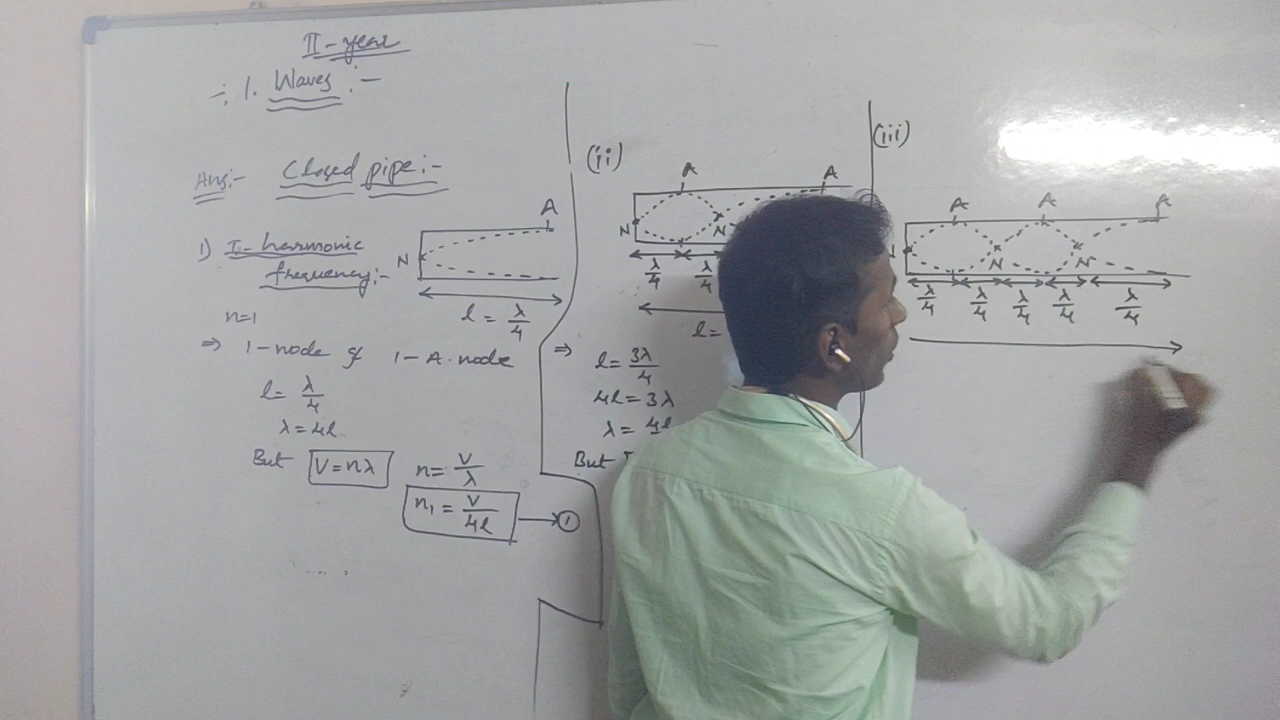 II - year
-: 1. Waves :-
Ans:- Closed pipe:-
1) I - harmonic
frequency:-
A
N
l = λ/4
n=1
⇒ 1-node & 1-A.node
l = λ/4
λ = 4l
But V = nλ n = V/λ
n₁ = V/4l → ①
(ii)
A A
N N
λ/4 λ/4
l =
⇒ l = 3λ/4
4l = 3λ
λ = 4l
But
(iii)
A A A
N N
λ/4 λ/4 λ/4 λ/4 λ/4